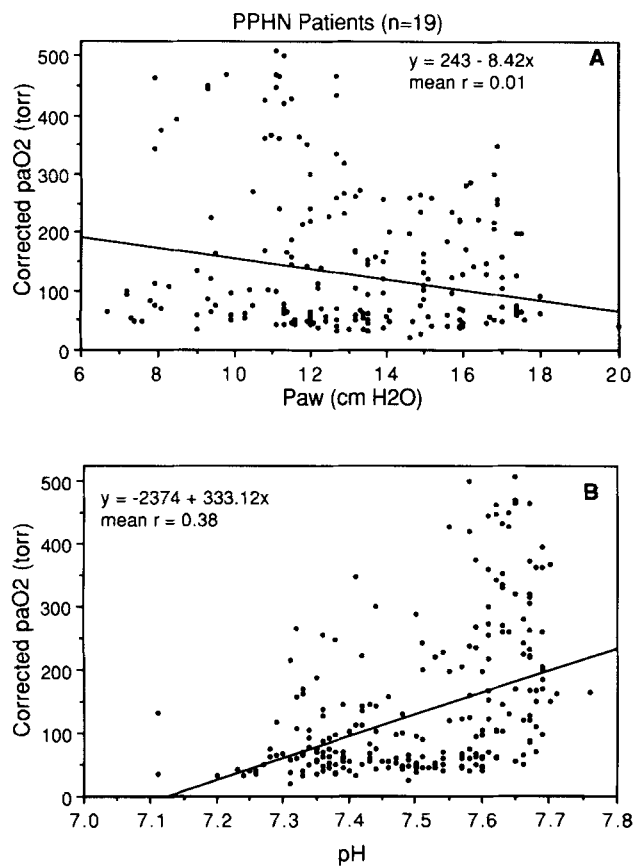 PPHN Patients (n=19)
500
400
300
200
100
0
Corrected paO2 (torr)
y = 243 - 8.42x
mean r = 0.01
A
6 8 10 12 14 16 18 20
Paw (cm H2O)
500
400
300
200
100
0
Corrected paO2 (torr)
y = -2374 + 333.12x
mean r = 0.38
B
7.0 7.1 7.2 7.3 7.4 7.5 7.6 7.7 7.8
pH